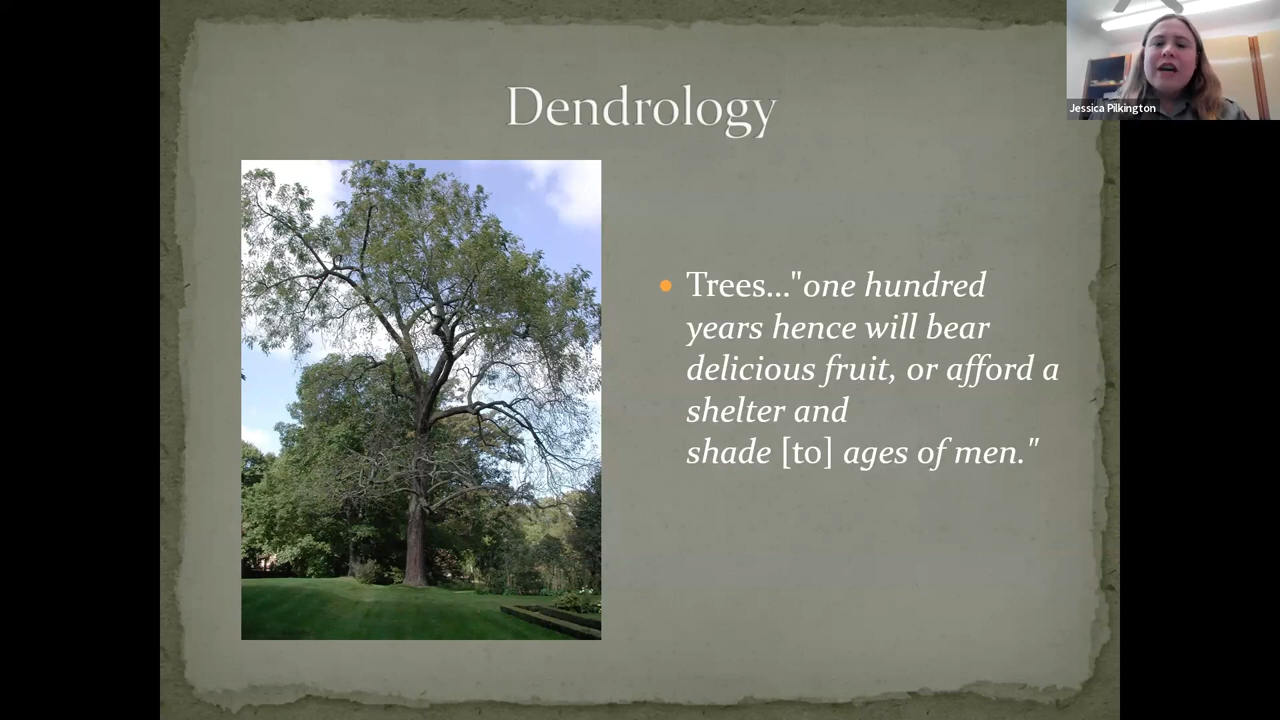 Dendrology
Jessica Pilkington
Trees..."one hundred
years hence will bear
delicious fruit, or afford a
shelter and
shade [to] ages of men."